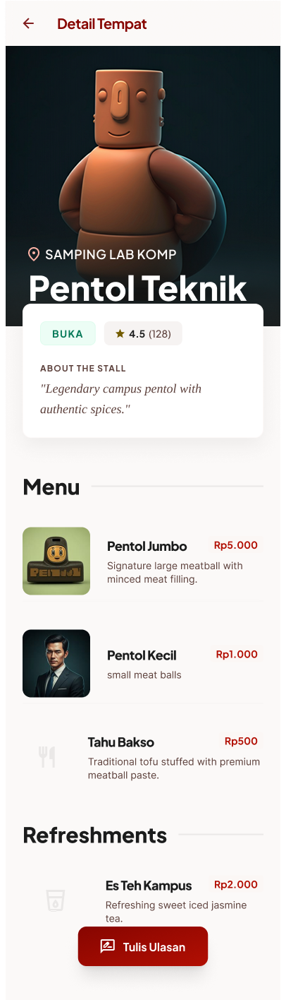 Detail Tempat
SAMPING LAB KOMP
Pentol Teknik
BUKA
4.5 (128)
ABOUT THE STALL
"Legendary campus pentol with
authentic spices."
Menu
Pentol Jumbo
Rp5.000
Signature large meatball with
minced meat filling.
Pentol Kecil
Rp1.000
small meat balls
Tahu Bakso
Rp500
Traditional tofu stuffed with premium
meatball paste.
Refreshments
Es Teh Kampus
Rp2.000
Refreshing sweet iced jasmine
tea.
Tulis Ulasan